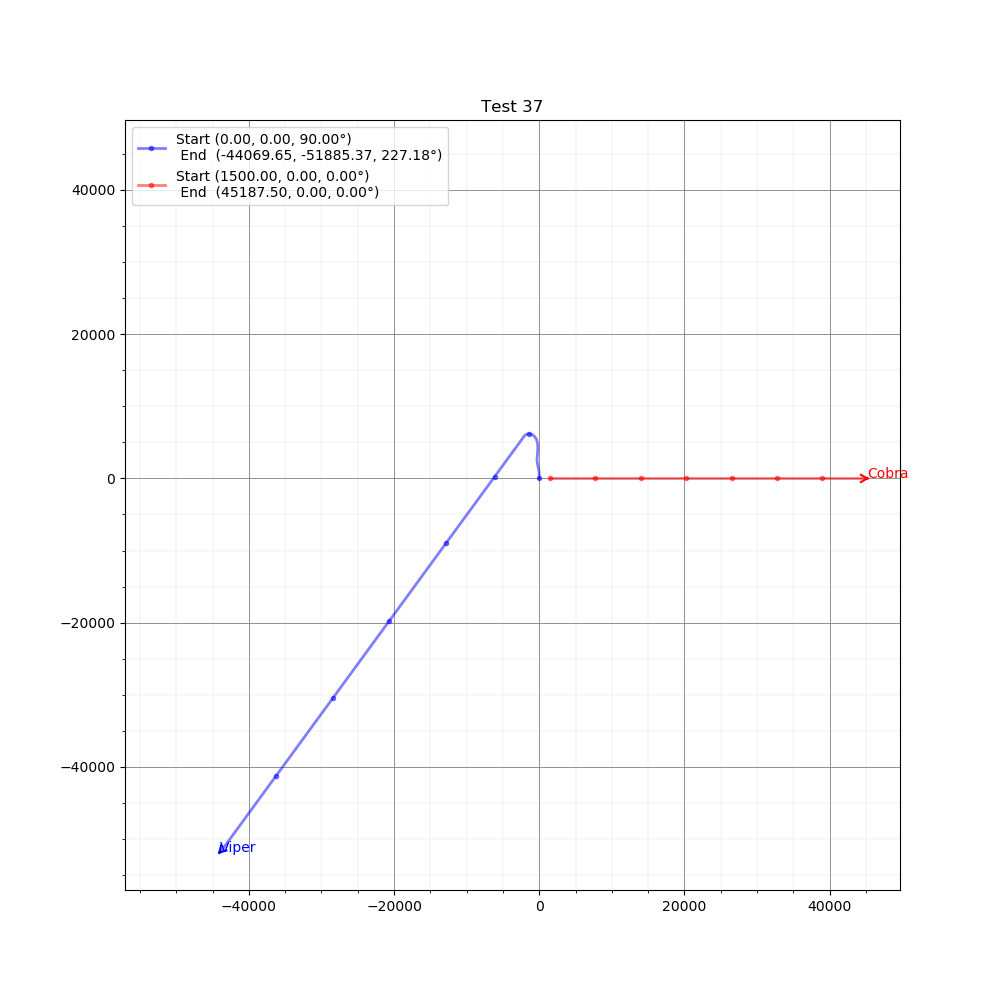 Test 37
Start (0.00, 0.00, 90.00°)
End (-44069.65, -51885.37, 227.18°)
Start (1500.00, 0.00, 0.00°)
End (45187.50, 0.00, 0.00°)
40000
20000
0
−20000
−40000
Cobra
Viper
−40000 −20000 0 20000 40000